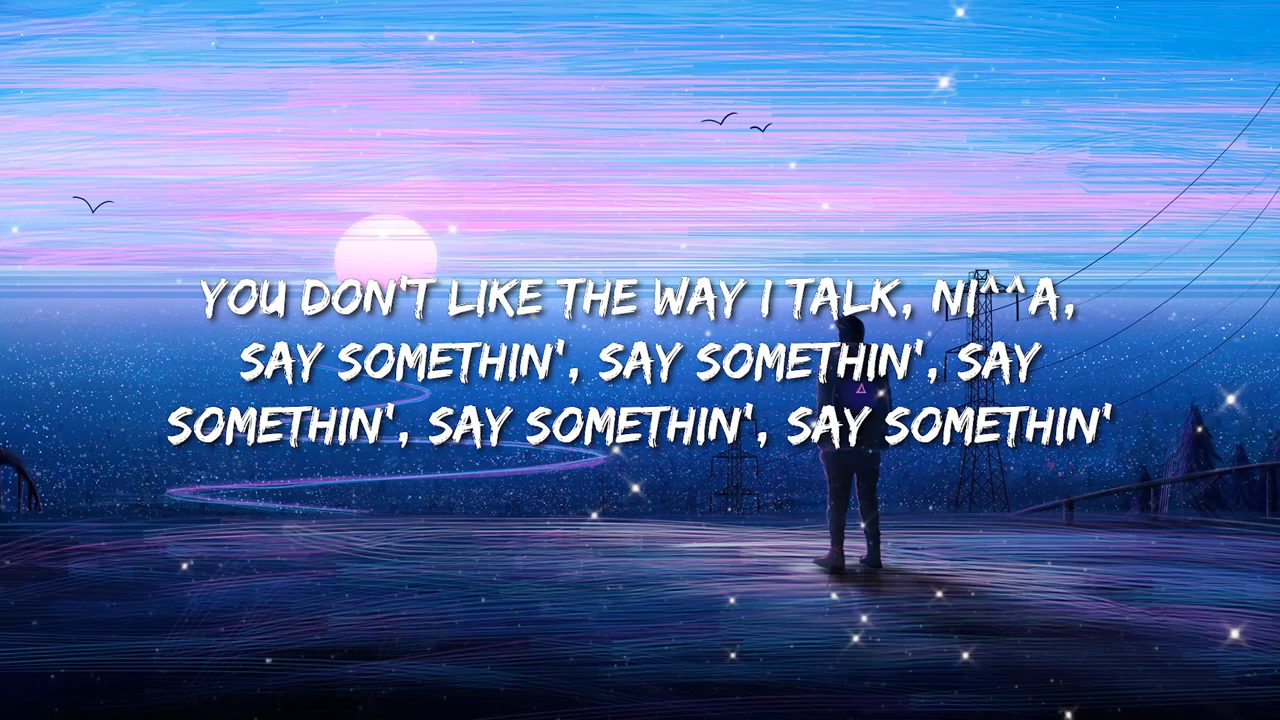 YOU DON'T LIKE THE WAY I TALK, NI^^A,
SAY SOMETHIN', SAY SOMETHIN', SAY
SOMETHIN', SAY SOMETHIN', SAY SOMETHIN'